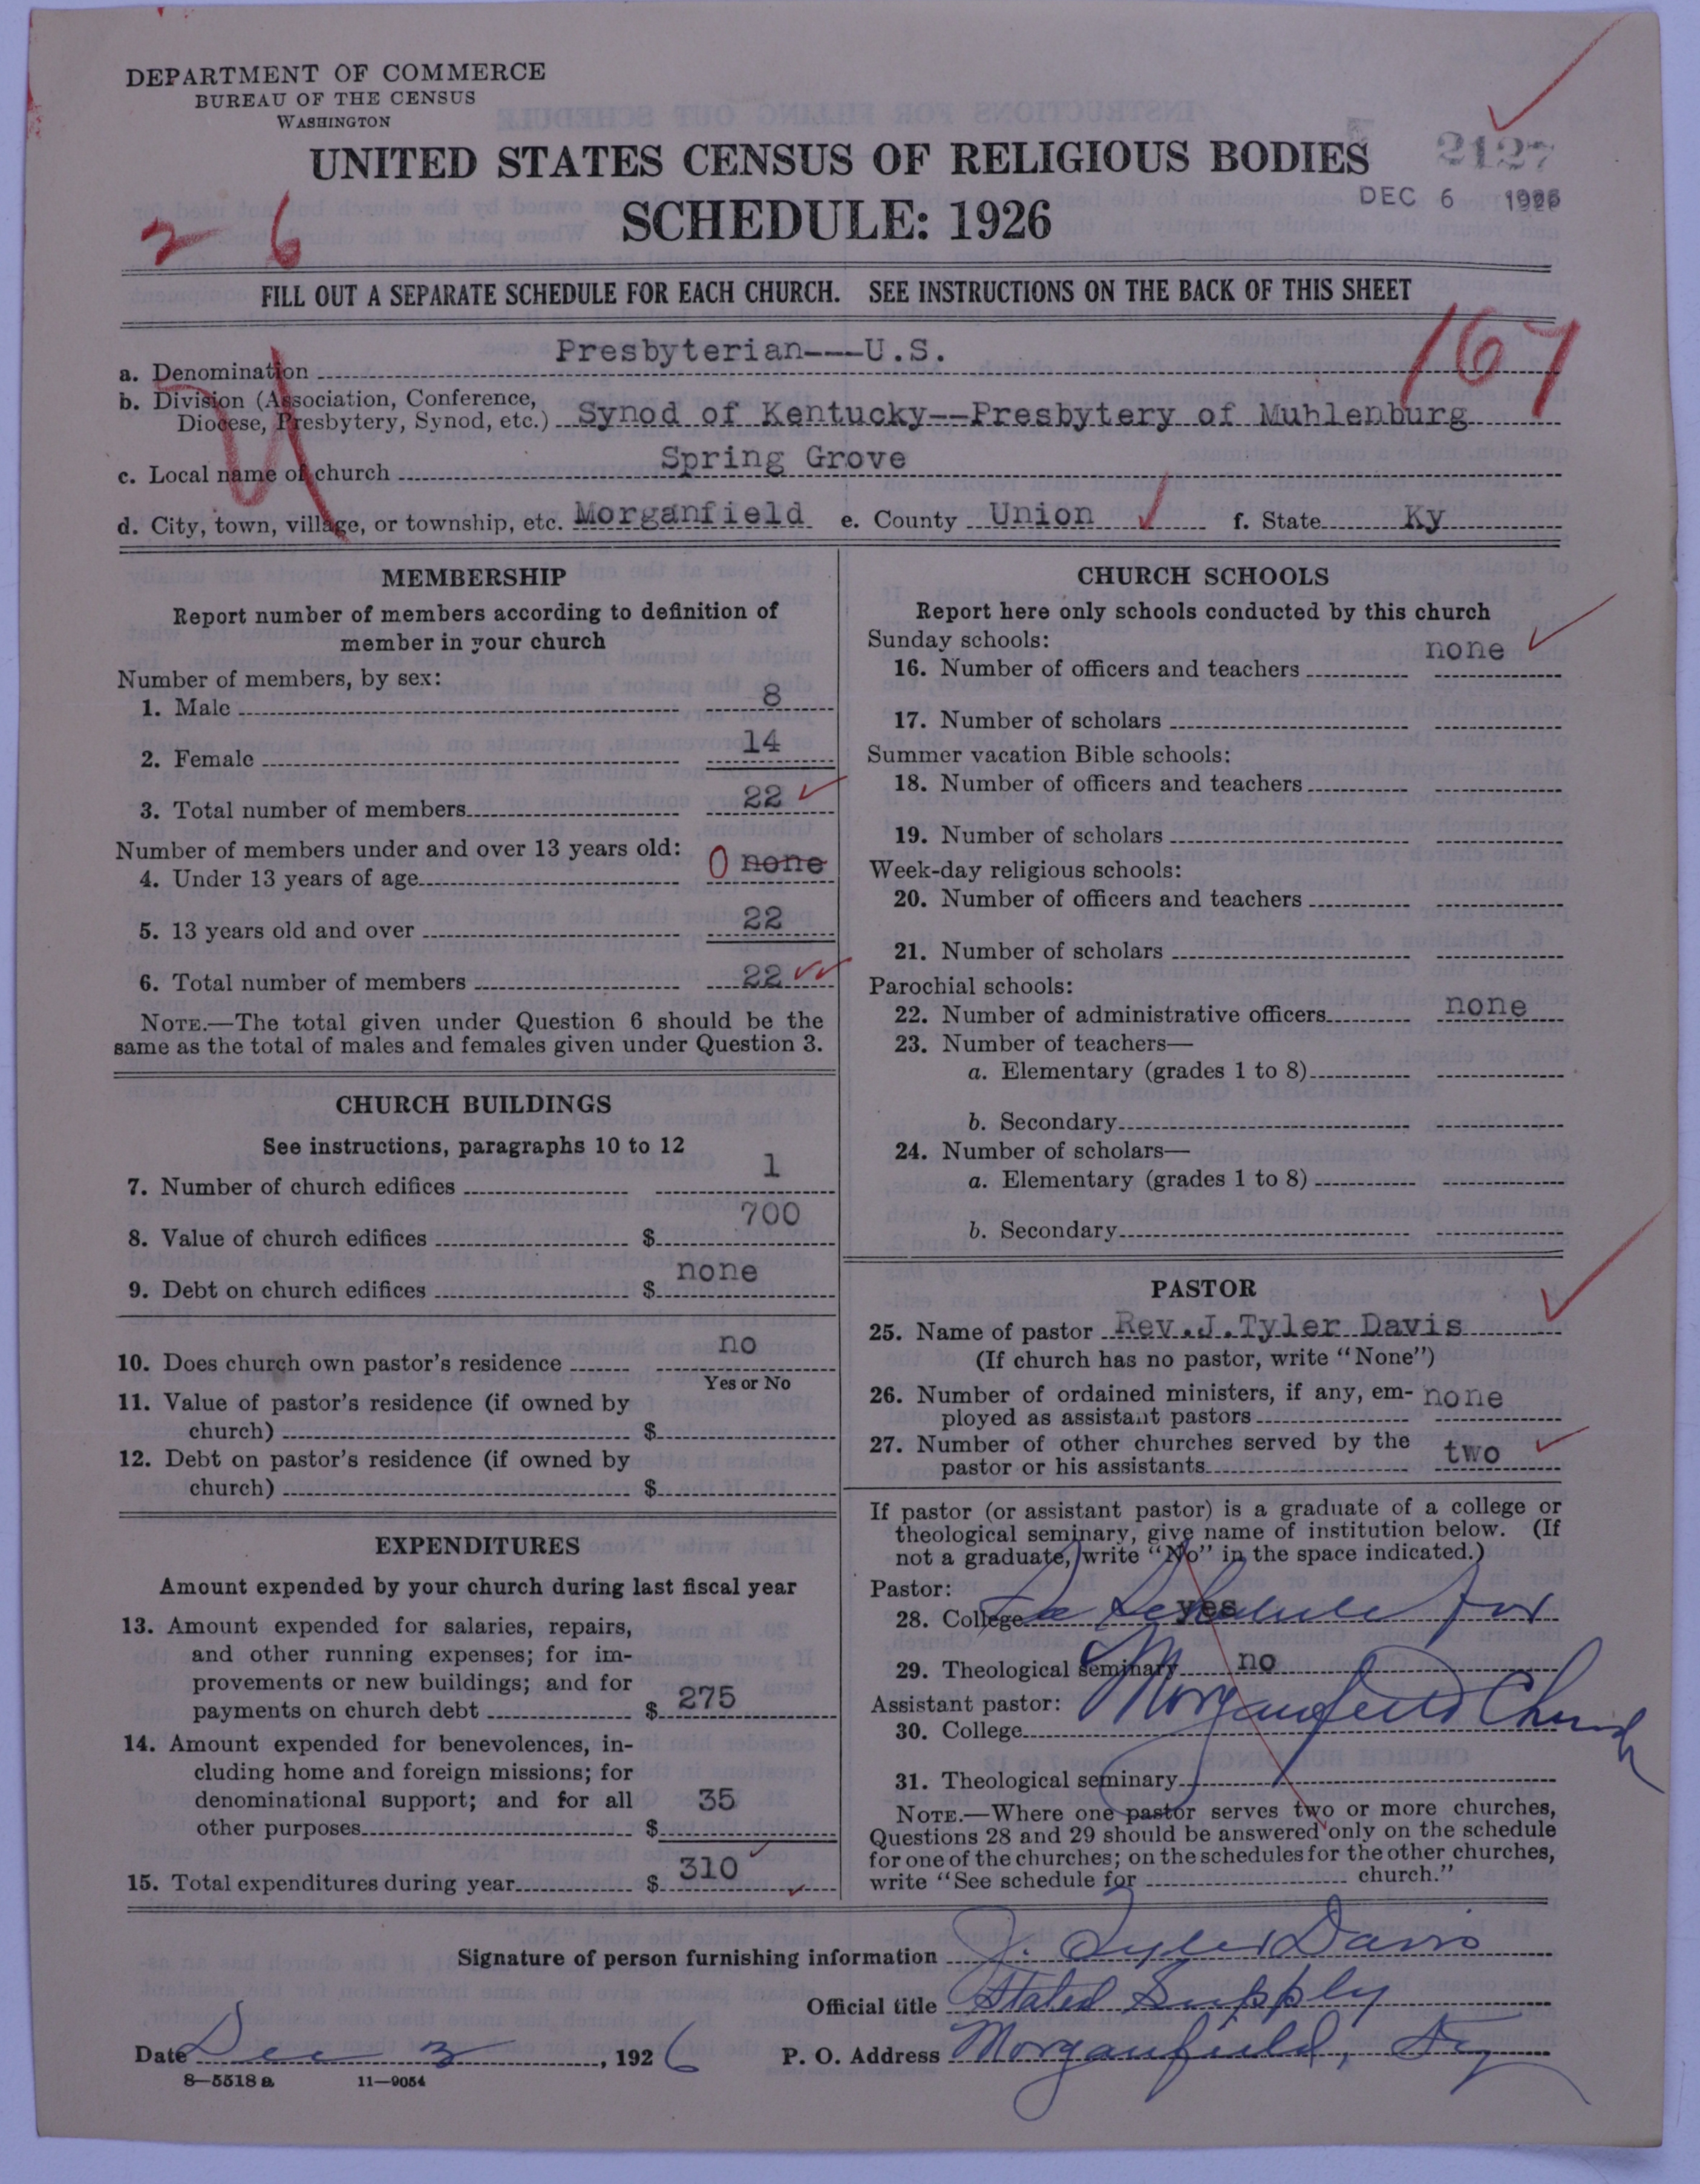 DEPARTMENT OF COMMERCE
BUREAU OF THE CENSUS
WASHINGTON
UNITED STATES CENSUS OF RELIGIOUS BODIES
2127
SCHEDULE: 1926
DEC 6 1926
2 6
FILL OUT A SEPARATE SCHEDULE FOR EACH CHURCH. SEE INSTRUCTIONS ON THE BACK OF THIS SHEET
167
a. Denomination Presbyterian----U.S.
b. Division (Association, Conference,
Diocese, Presbytery, Synod, etc.) Synod of Kentucky--Presbytery of Muhlenburg
c. Local name of church Spring Grove
d. City, town, village, or township, etc. Morganfield e. County Union f. State Ky
MEMBERSHIP
Report number of members according to definition of
member in your church
Number of members, by sex:
1. Male 8
2. Female 14
3. Total number of members 22
Number of members under and over 13 years old:
4. Under 13 years of age 0 none
5. 13 years old and over 22
6. Total number of members 22
NOTE.—The total given under Question 6 should be the
same as the total of males and females given under Question 3.
CHURCH BUILDINGS
See instructions, paragraphs 10 to 12
7. Number of church edifices 1
8. Value of church edifices $ 700
9. Debt on church edifices $ none
10. Does church own pastor's residence no
Yes or No
11. Value of pastor's residence (if owned by
church) $
12. Debt on pastor's residence (if owned by
church) $
EXPENDITURES
Amount expended by your church during last fiscal year
13. Amount expended for salaries, repairs,
and other running expenses; for im-
provements or new buildings; and for
payments on church debt $ 275
14. Amount expended for benevolences, in-
cluding home and foreign missions; for
denominational support; and for all
other purposes $ 35
15. Total expenditures during year $ 310
CHURCH SCHOOLS
Report here only schools conducted by this church
Sunday schools:
16. Number of officers and teachers none
17. Number of scholars
Summer vacation Bible schools:
18. Number of officers and teachers
19. Number of scholars
Week-day religious schools:
20. Number of officers and teachers
21. Number of scholars
Parochial schools:
22. Number of administrative officers none
23. Number of teachers—
a. Elementary (grades 1 to 8)
b. Secondary
24. Number of scholars—
a. Elementary (grades 1 to 8)
b. Secondary
PASTOR
25. Name of pastor Rev.J.Tyler Davis
(If church has no pastor, write "None")
26. Number of ordained ministers, if any, em-
ployed as assistant pastors none
27. Number of other churches served by the
pastor or his assistants two
If pastor (or assistant pastor) is a graduate of a college or
theological seminary, give name of institution below. (If
not a graduate, write "No" in the space indicated.)
Pastor:
28. College yes Schedule for
29. Theological seminary no
Assistant pastor: Morganfield Church
30. College
31. Theological seminary
NOTE.—Where one pastor serves two or more churches,
Questions 28 and 29 should be answered only on the schedule
for one of the churches; on the schedules for the other churches,
write "See schedule for church."
Signature of person furnishing information J. Tyler Davis
Official title Stated Supply
Date Dec 3, 1926 P. O. Address Morganfield, Ky
8—5518a 11—9054